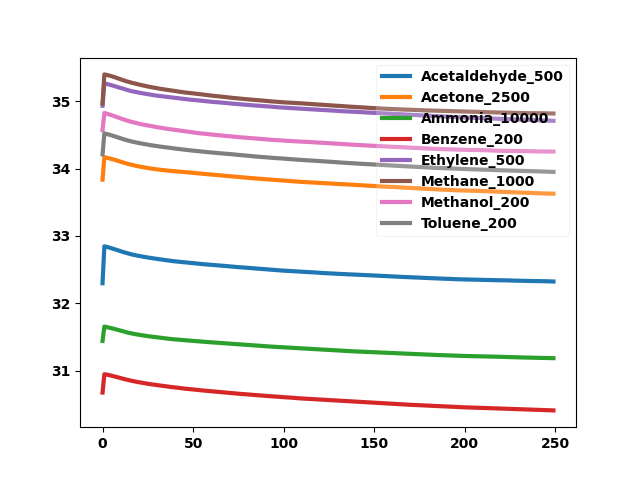 Acetaldehyde_500
Acetone_2500
Ammonia_10000
Benzene_200
Ethylene_500
Methane_1000
Methanol_200
Toluene_200
35
34
33
32
31
0 50 100 150 200 250